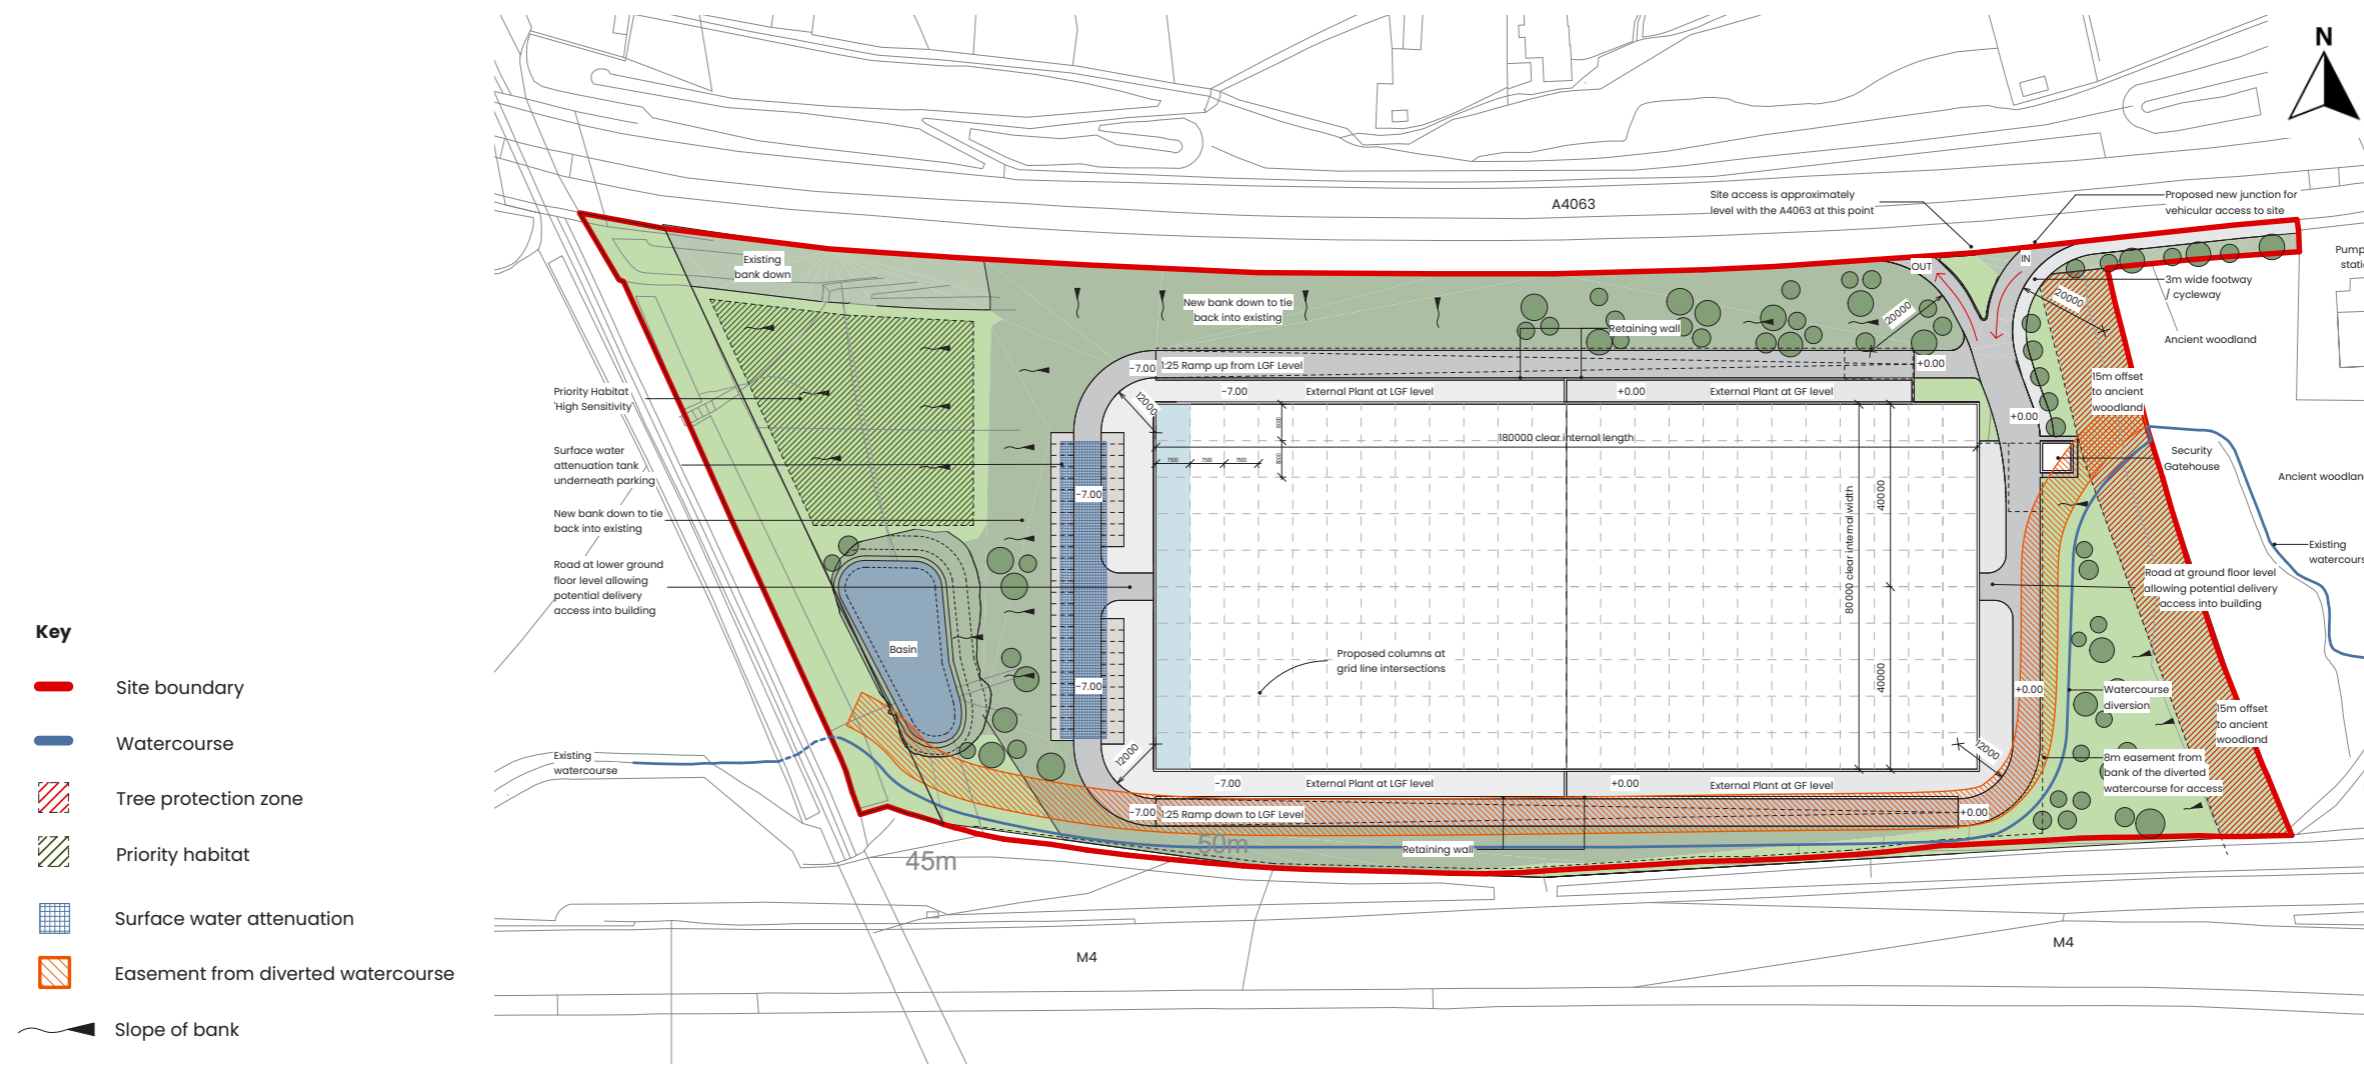 N
A4063
Site access is approximately
level with the A4063 at this point
Proposed new junction for
vehicular access to site
Existing
bank down
OUT
IN
3m wide footway
/ cycleway
20000
20000
New bank down to tie
back into existing
Retaining wall
Ancient woodland
-7.00
1:25 Ramp up from LGF Level
+0.00
-7.00
External Plant at LGF level
+0.00
External Plant at GF level
15m offset
to ancient
woodland
Priority Habitat
'High Sensitivity'
12000
+0.00
180000 clear internal length
Surface water
attenuation tank
underneath parking
7500
7500
7500
Security
Gatehouse
-7.00
80000 clear internal width
40000
New bank down to tie
back into existing
Existing
Road at lower ground
floor level allowing
potential delivery
access into building
Road at ground floor level
allowing potential delivery
access into building
Basin
Proposed columns at
grid line intersections
-7.00
40000
+0.00
Watercourse
diversion
15m offset
to ancient
woodland
Existing
watercourse
12000
12000
8m easement from
bank of the diverted
watercourse for access
-7.00
External Plant at LGF level
+0.00
External Plant at GF level
-7.00
1:25 Ramp down to LGF Level
+0.00
Retaining wall
50m
45m
M4
M4
Key
Site boundary
Watercourse
Tree protection zone
Priority habitat
Surface water attenuation
Easement from diverted watercourse
Slope of bank